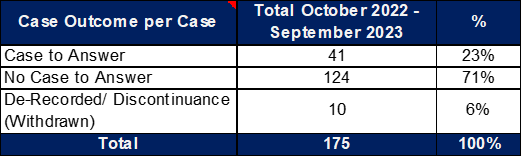 Case Outcome per Case Total October 2022 - September 2023 %
Case to Answer 41 23%
No Case to Answer 124 71%
De-Recorded/ Discontinuance (Withdrawn) 10 6%
Total 175 100%